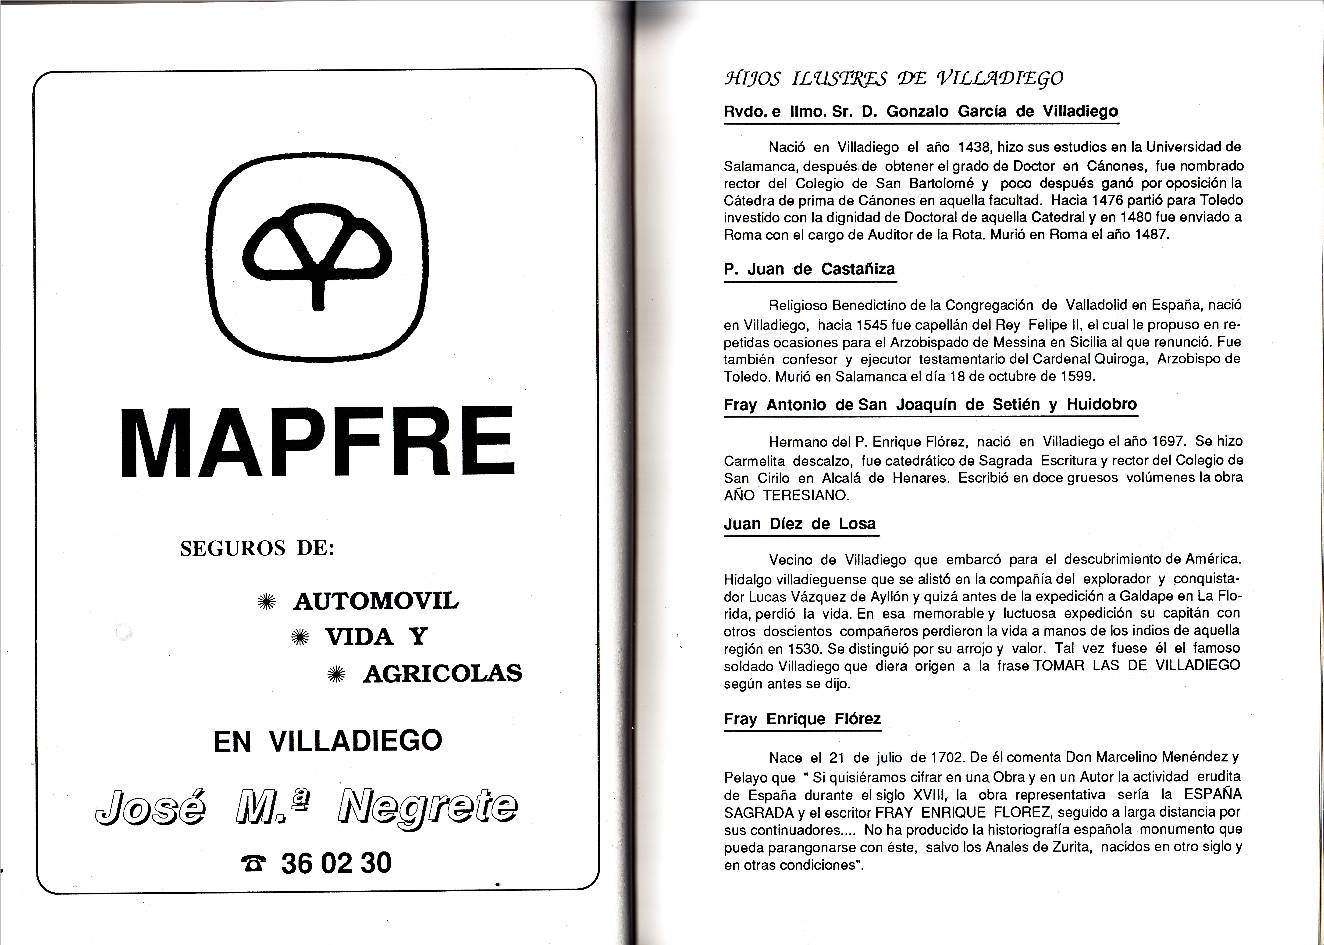 MAPFRE
SEGUROS DE:
AUTOMOVIL
VIDA Y
AGRICOLAS
EN VILLADIEGO
José M.ª Negrete
☎ 36 02 30
HIJOS ILUSTRES DE VILLADIEGO
Rvdo. e Ilmo. Sr. D. Gonzalo García de Villadiego
Nació en Villadiego el año 1438, hizo sus estudios en la Universidad de
Salamanca, después de obtener el grado de Doctor en Cánones, fue nombrado
rector del Colegio de San Bartolomé y poco después ganó por oposición la
Cátedra de prima de Cánones en aquella facultad. Hacia 1476 partió para Toledo
investido con la dignidad de Doctoral de aquella Catedral y en 1480 fue enviado a
Roma con el cargo de Auditor de la Rota. Murió en Roma el año 1487.
P. Juan de Castañiza
Religioso Benedictino de la Congregación de Valladolid en España, nació
en Villadiego, hacia 1545 fue capellán del Rey Felipe II, el cual le propuso en re-
petidas ocasiones para el Arzobispado de Messina en Sicilia al que renunció. Fue
también confesor y ejecutor testamentario del Cardenal Quiroga, Arzobispo de
Toledo. Murió en Salamanca el día 18 de octubre de 1599.
Fray Antonio de San Joaquín de Setién y Huidobro
Hermano del P. Enrique Flórez, nació en Villadiego el año 1697. Se hizo
Carmelita descalzo, fue catedrático de Sagrada Escritura y rector del Colegio de
San Cirilo en Alcalá de Henares. Escribió en doce gruesos volúmenes la obra
AÑO TERESIANO.
Juan Díez de Losa
Vecino de Villadiego que embarcó para el descubrimiento de América.
Hidalgo villadieguense que se alistó en la compañía del explorador y conquista-
dor Lucas Vázquez de Ayllón y quizá antes de la expedición a Galdape en La Flo-
rida, perdió la vida. En esa memorable y luctuosa expedición su capitán con
otros doscientos compañeros perdieron la vida a manos de los indios de aquella
región en 1530. Se distinguió por su arrojo y valor. Tal vez fuese él el famoso
soldado Villadiego que diera origen a la frase TOMAR LAS DE VILLADIEGO
según antes se dijo.
Fray Enrique Flórez
Nace el 21 de julio de 1702. De él comenta Don Marcelino Menéndez y
Pelayo que " Si quisiéramos cifrar en una Obra y en un Autor la actividad erudita
de España durante el siglo XVIII, la obra representativa sería la ESPAÑA
SAGRADA y el escritor FRAY ENRIQUE FLOREZ, seguido a larga distancia por
sus continuadores.... No ha producido la historiografía española monumento que
pueda parangonarse con éste, salvo los Anales de Zurita, nacidos en otro siglo y
en otras condiciones".